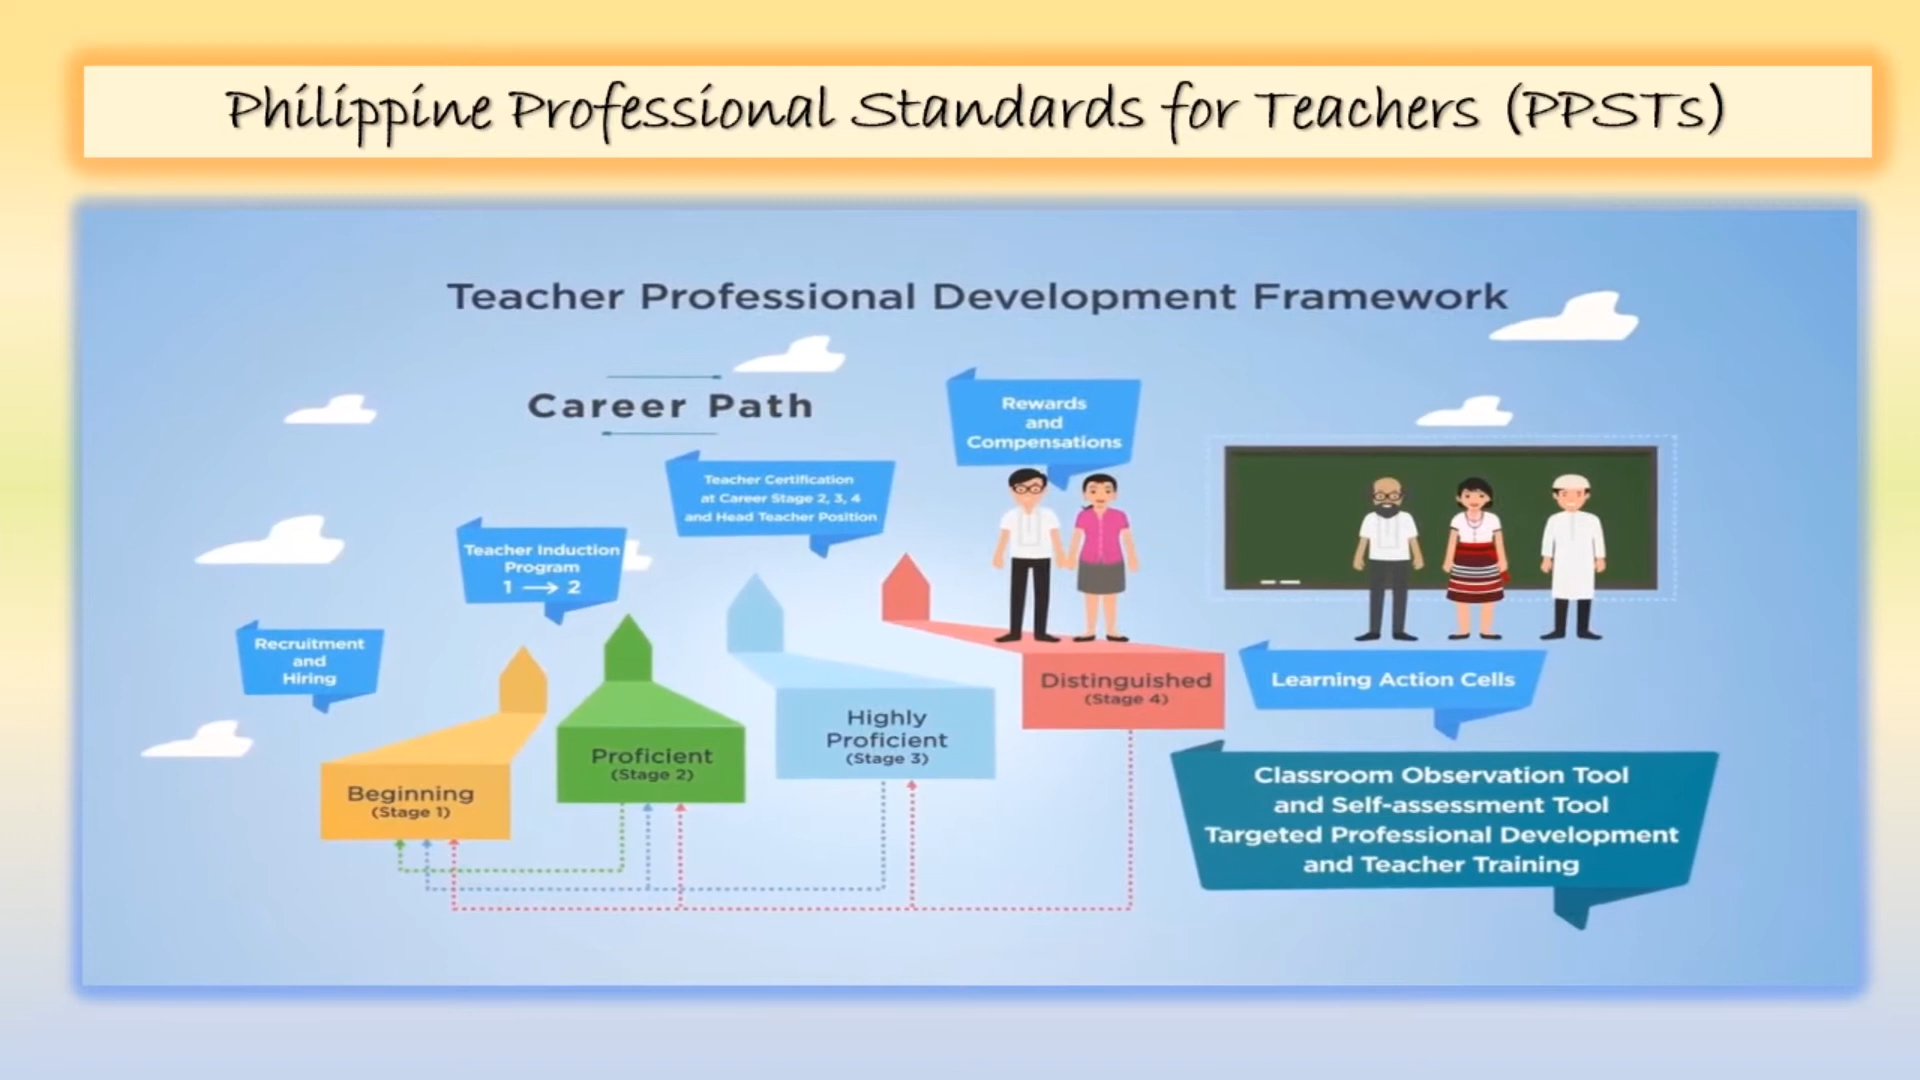 Philippine Professional Standards for Teachers (PPSTs)
Teacher Professional Development Framework
Career Path
Recruitment
and
Hiring
Teacher Induction
Program
1 → 2
Teacher Certification
at Career Stage 2, 3, 4
and Head Teacher Position
Rewards
and
Compensations
Beginning
(Stage 1)
Proficient
(Stage 2)
Highly
Proficient
(Stage 3)
Distinguished
(Stage 4)
Learning Action Cells
Classroom Observation Tool
and Self-assessment Tool
Targeted Professional Development
and Teacher Training